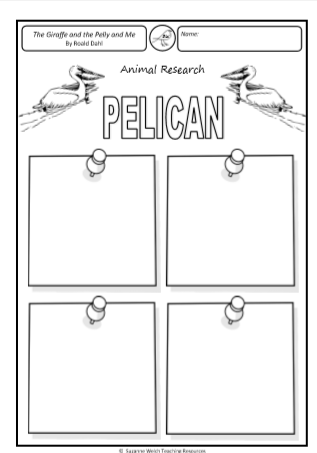 The Giraffe and the Pelly and Me
By Roald Dahl
Name:
Animal Research
PELICAN
© Suzanne Welch Teaching Resources